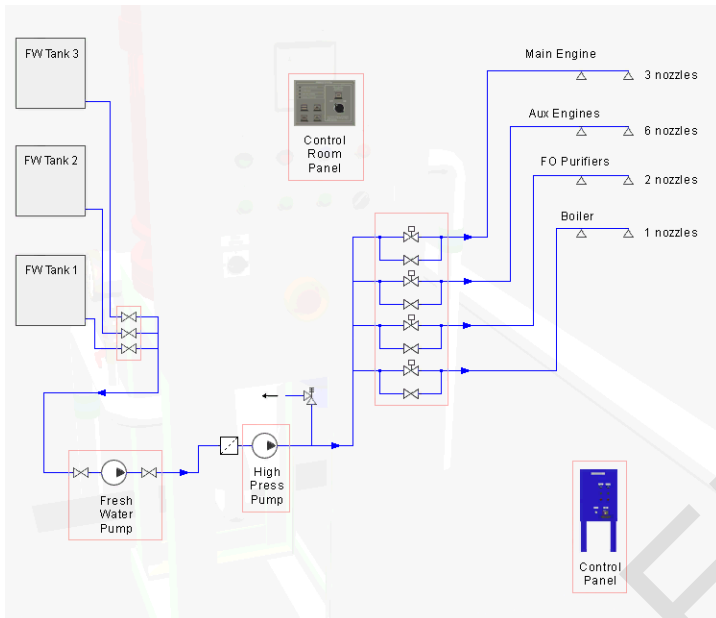 FW Tank 3
FW Tank 2
FW Tank 1
Control
Room
Panel
Main Engine
3 nozzles
Aux Engines
6 nozzles
FO Purifiers
2 nozzles
Boiler
1 nozzles
Fresh
Water
Pump
High
Press
Pump
Control
Panel